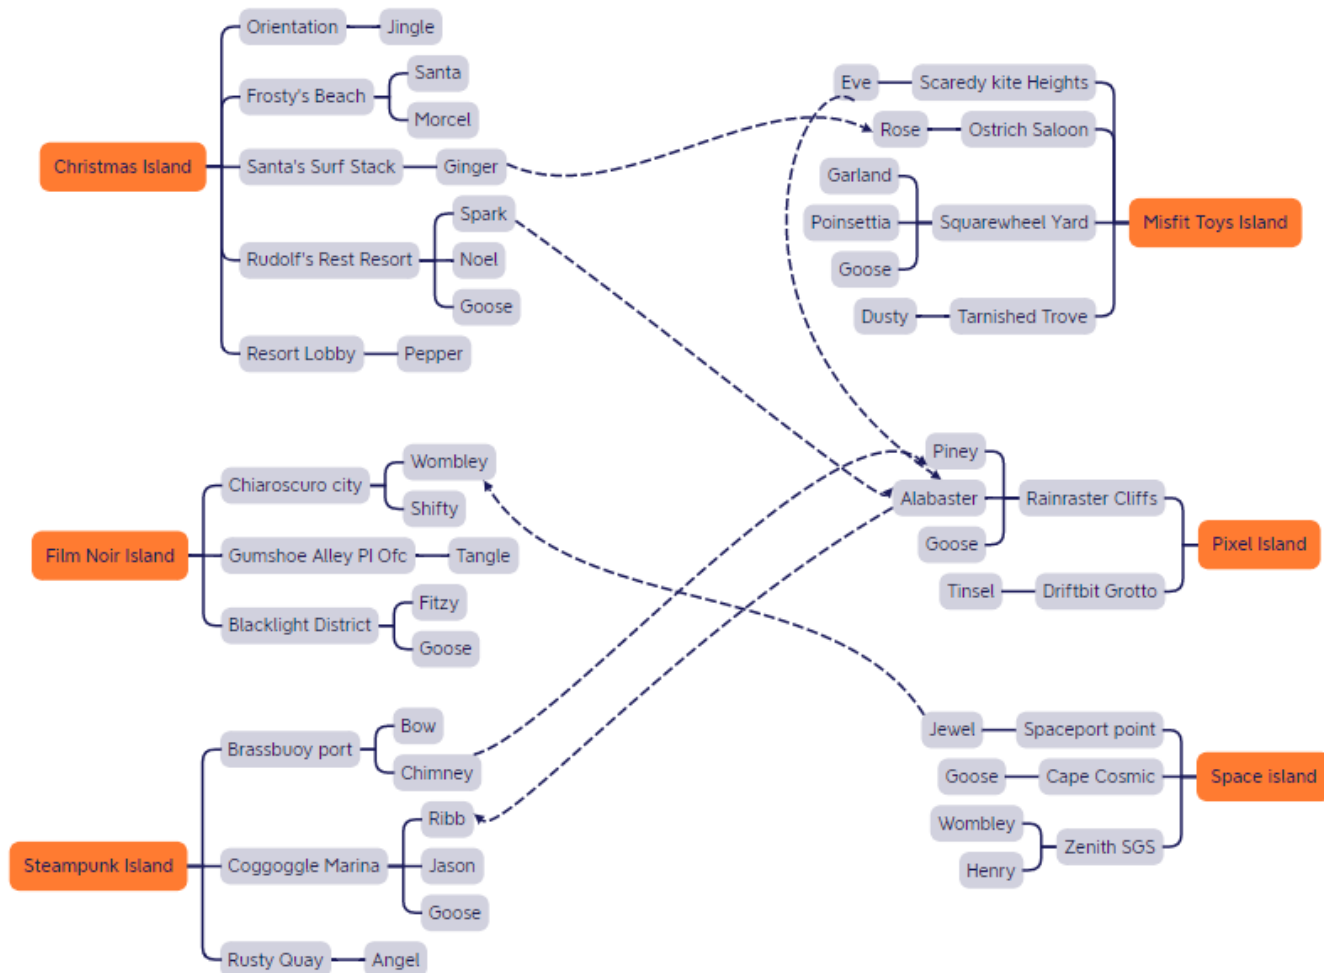 Christmas Island
Orientation
Jingle
Frosty's Beach
Santa
Morcel
Santa's Surf Stack
Ginger
Rudolf's Rest Resort
Spark
Noel
Goose
Resort Lobby
Pepper
Misfit Toys Island
Scaredy kite Heights
Eve
Ostrich Saloon
Rose
Squarewheel Yard
Garland
Poinsettia
Goose
Tarnished Trove
Dusty
Film Noir Island
Chiaroscuro city
Wombley
Shifty
Gumshoe Alley PI Ofc
Tangle
Blacklight District
Fitzy
Goose
Pixel Island
Rainraster Cliffs
Piney
Alabaster
Goose
Driftbit Grotto
Tinsel
Steampunk Island
Brassbuoy port
Bow
Chimney
Coggoggle Marina
Ribb
Jason
Goose
Rusty Quay
Angel
Space island
Spaceport point
Jewel
Cape Cosmic
Goose
Zenith SGS
Wombley
Henry